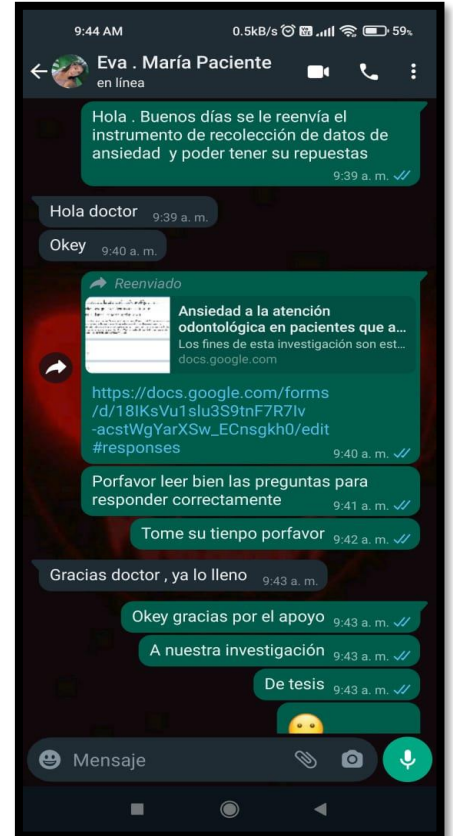 9:44 AM
0.5kB/s
59%
Eva . María Paciente
en línea
Hola . Buenos días se le reenvía el
instrumento de recolección de datos de
ansiedad y poder tener su repuestas
9:39 a. m.
Hola doctor 9:39 a. m.
Okey 9:40 a. m.
Reenviado
Ansiedad a la atención
odontológica en pacientes que a...
Los fines de esta investigación son est...
docs.google.com
https://docs.google.com/forms
/d/18IKsVu1slu3S9tnF7R7Iv
-acstWgYarXSw_ECnsgkh0/edit
#responses
9:40 a. m.
Porfavor leer bien las preguntas para
responder correctamente
9:41 a. m.
Tome su tienpo porfavor 9:42 a. m.
Gracias doctor , ya lo lleno 9:43 a. m.
Okey gracias por el apoyo 9:43 a. m.
A nuestra investigación 9:43 a. m.
De tesis 9:43 a. m.
Mensaje